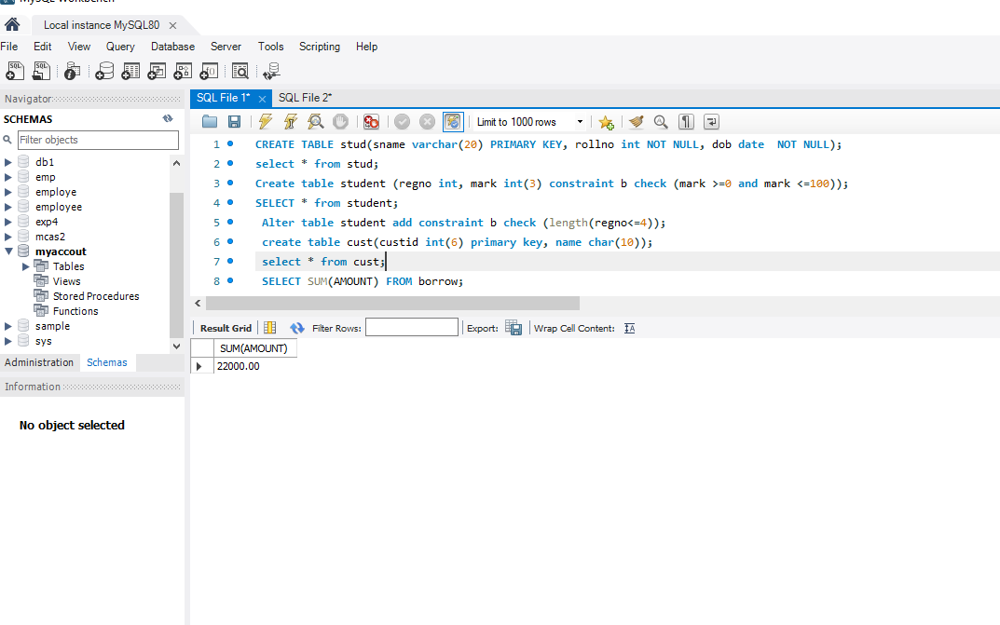 MySQL Workbench
Local instance MySQL80
File Edit View Query Database Server Tools Scripting Help
Navigator
SCHEMAS
Filter objects
db1
emp
employe
employee
exp4
mcas2
myaccout
Tables
Views
Stored Procedures
Functions
sample
sys
Administration Schemas
Information
No object selected
SQL File 1* SQL File 2*
Limit to 1000 rows
1 CREATE TABLE stud(sname varchar(20) PRIMARY KEY, rollno int NOT NULL, dob date  NOT NULL);
2 select * from stud;
3 Create table student (regno int, mark int(3) constraint b check (mark >=0 and mark <=100));
4 SELECT * from student;
5 Alter table student add constraint b check (length(regno<=4));
6 create table cust(custid int(6) primary key, name char(10));
7 select * from cust;
8 SELECT SUM(AMOUNT) FROM borrow;
Result Grid Filter Rows: Export: Wrap Cell Content:
SUM(AMOUNT)
22000.00